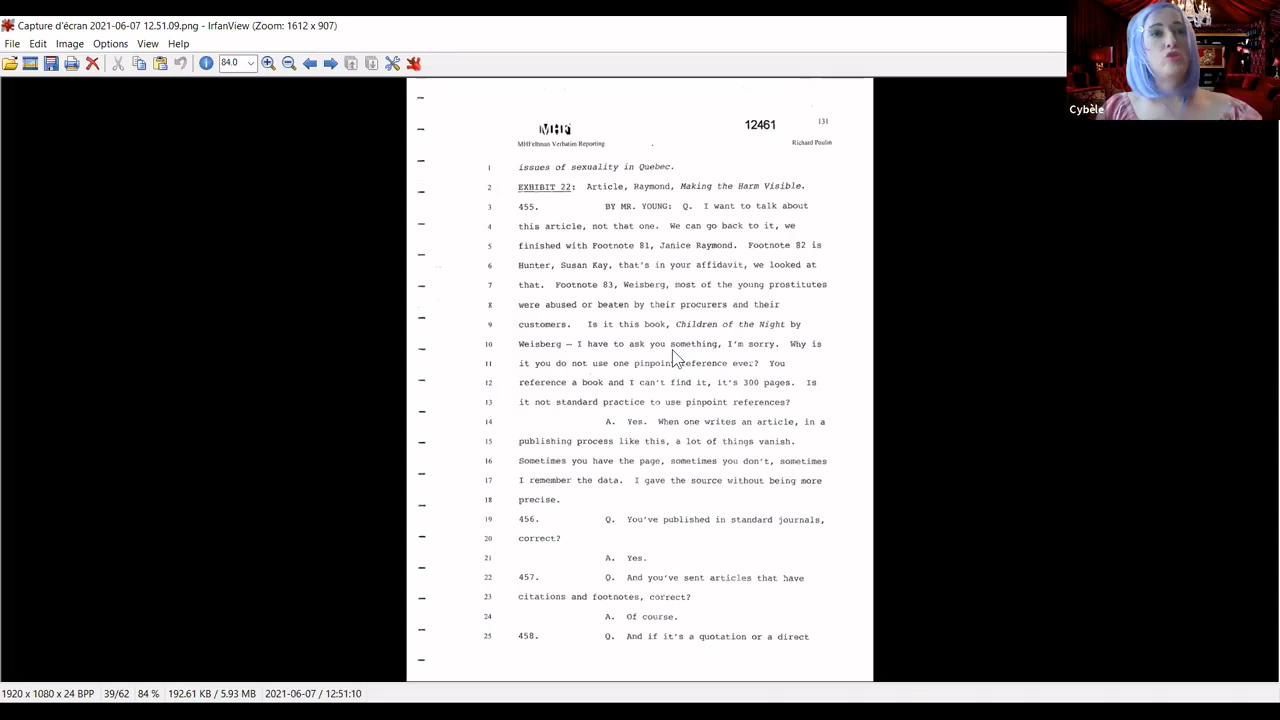 Capture d'écran 2021-06-07 12.51.09.png - IrfanView (Zoom: 1612 x 907)
File Edit Image Options View Help
84.0
Cybèle
MHF
12461
131
MHFeltman Verbatim Reporting
Richard Poulin
1 issues of sexuality in Quebec.
2 EXHIBIT 22: Article, Raymond, Making the Harm Visible.
3 455. BY MR. YOUNG: Q. I want to talk about
4 this article, not that one. We can go back to it, we
5 finished with Footnote 81, Janice Raymond. Footnote 82 is
6 Hunter, Susan Kay, that's in your affidavit, we looked at
7 that. Footnote 83, Weisberg, most of the young prostitutes
8 were abused or beaten by their procurers and their
9 customers. Is it this book, Children of the Night by
10 Weisberg — I have to ask you something, I'm sorry. Why is
11 it you do not use one pinpoint reference ever? You
12 reference a book and I can't find it, it's 300 pages. Is
13 it not standard practice to use pinpoint references?
14 A. Yes. When one writes an article, in a
15 publishing process like this, a lot of things vanish.
16 Sometimes you have the page, sometimes you don't, sometimes
17 I remember the data. I gave the source without being more
18 precise.
19 456. Q. You've published in standard journals,
20 correct?
21 A. Yes.
22 457. Q. And you've sent articles that have
23 citations and footnotes, correct?
24 A. Of course.
25 458. Q. And if it's a quotation or a direct
1920 x 1080 x 24 BPP 39/62 84 % 192.61 KB / 5.93 MB 2021-06-07 / 12:51:10